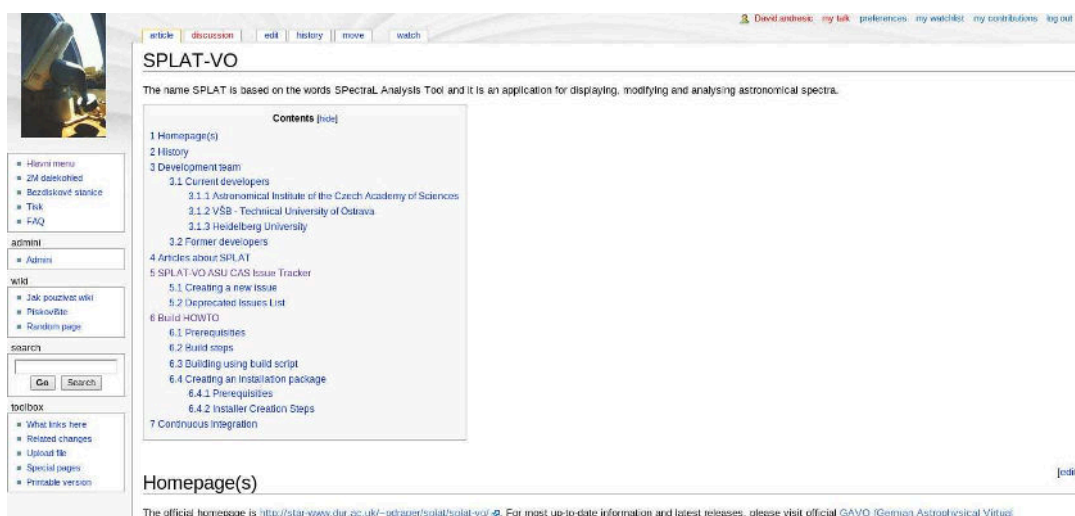 David andresic my talk preferences my watchlist my contributions log out
article discussion edit history move watch
SPLAT-VO
The name SPLAT is based on the words SPectraL Analysis Tool and it is an application for displaying, modifying and analysing astronomical spectra.
Contents [hide]
1 Homepage(s)
2 History
3 Development team
3.1 Current developers
3.1.1 Astronomical Institute of the Czech Academy of Sciences
3.1.2 VŠB - Technical University of Ostrava
3.1.3 Heidelberg University
3.2 Former developers
4 Articles about SPLAT
5 SPLAT-VO ASU CAS Issue Tracker
5.1 Creating a new issue
5.2 Deprecated Issues List
6 Build HOWTO
6.1 Prerequisities
6.2 Build steps
6.3 Building using build script
6.4 Creating an installation package
6.4.1 Prerequisities
6.4.2 Installer Creation Steps
7 Continuous Integration
Hlavni menu
2M dalekohled
Bezdiskové stanice
Tisk
FAQ
admini
Admini
wiki
Jak pouzivat wiki
Pískoviště
Random page
search
Go Search
toolbox
What links here
Related changes
Upload file
Special pages
Printable version
[edi
Homepage(s)
The official homepage is http://star-www.dur.ac.uk/~pdraper/splat/splat-vo/. For most up-to-date information and latest releases, please visit official GAVO (German Astrophysical Virtual